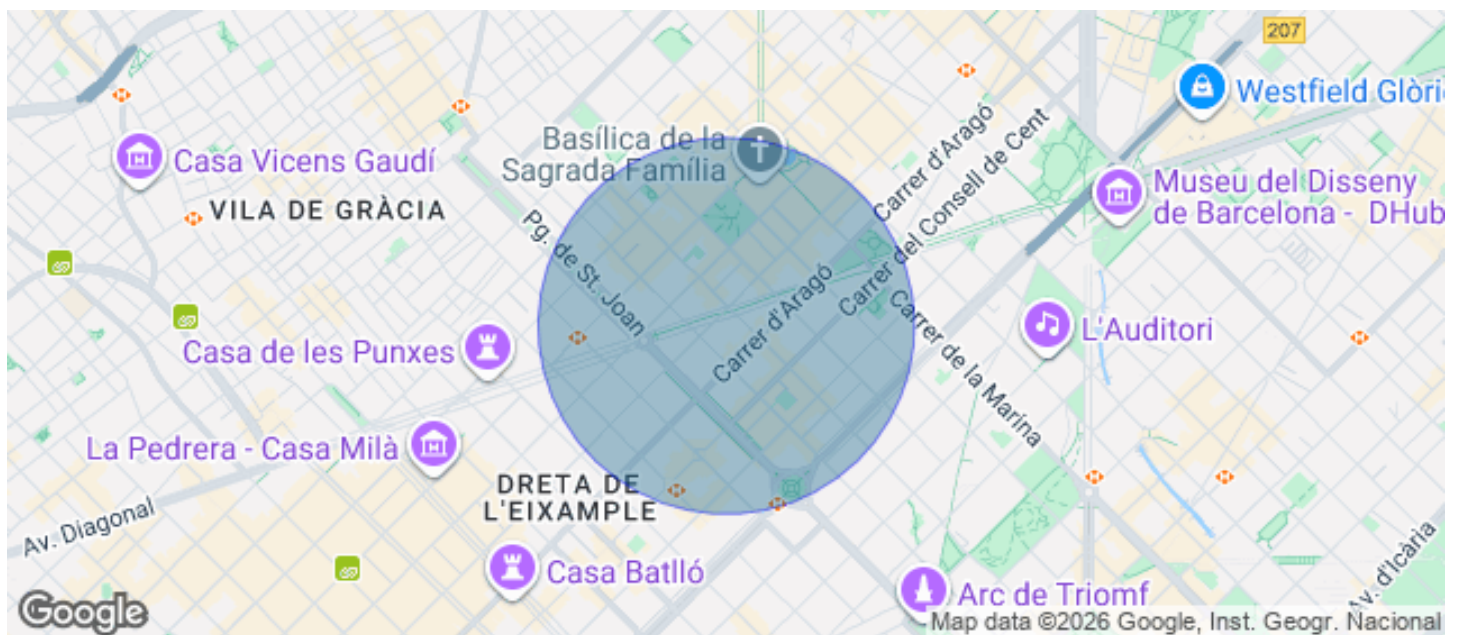 207
Westfield Glòri
Basílica de la
Sagrada Família
Carrer d'Aragó
Carrer del Consell de Cent
Casa Vicens Gaudí
Museu del Disseny
de Barcelona - DHub
VILA DE GRÀCIA
Pg. de St. Joan
L'Auditori
Casa de les Punxes
Carrer d'Aragó
Carrer de la Marina
La Pedrera - Casa Milà
DRETA DE
L'EIXAMPLE
Av. Diagonal
Casa Batlló
Arc de Triomf
Av. d'Icària
Google
Map data ©2026 Google, Inst. Geogr. Nacional